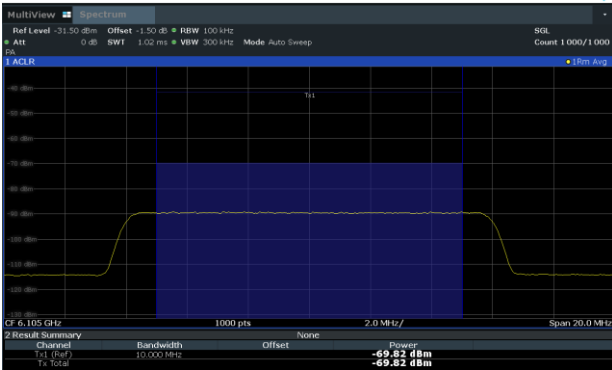 MultiView Spectrum
Ref Level -31.50 dBm Offset -1.50 dB RBW 100 kHz SGL
Att 0 dB SWT 1.02 ms VBW 300 kHz Mode Auto Sweep Count 1000/1000
PA
1 ACLR 1Rm Avg
-40 dBm
Tx1
-50 dBm
-60 dBm
-70 dBm
-80 dBm
-90 dBm
-100 dBm
-110 dBm
-120 dBm
-130 dBm
CF 6.105 GHz 1000 pts 2.0 MHz/ Span 20.0 MHz
2 Result Summary None
Channel Bandwidth Offset Power
Tx1 (Ref) 10.000 MHz -69.82 dBm
Tx Total -69.82 dBm